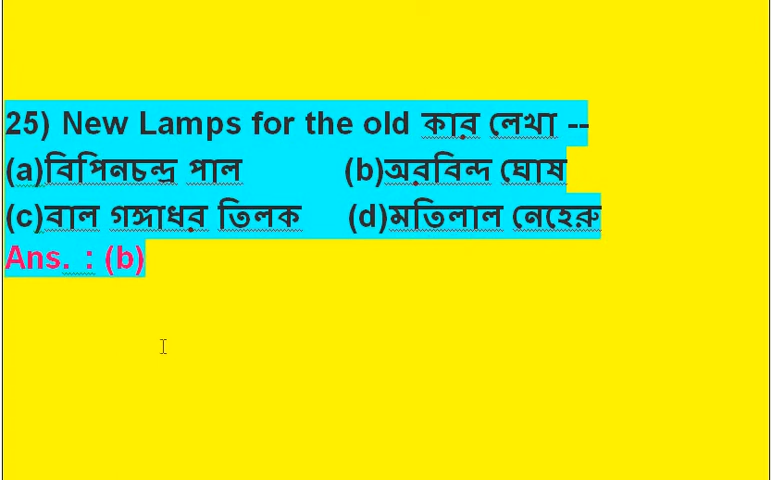 25) New Lamps for the old কার লেখা --
(a)বিপিনচন্দ্র পাল (b)অরবিন্দ ঘোষ
(c)বাল গঙ্গাধর তিলক (d)মতিলাল নেহেরু
Ans. : (b)